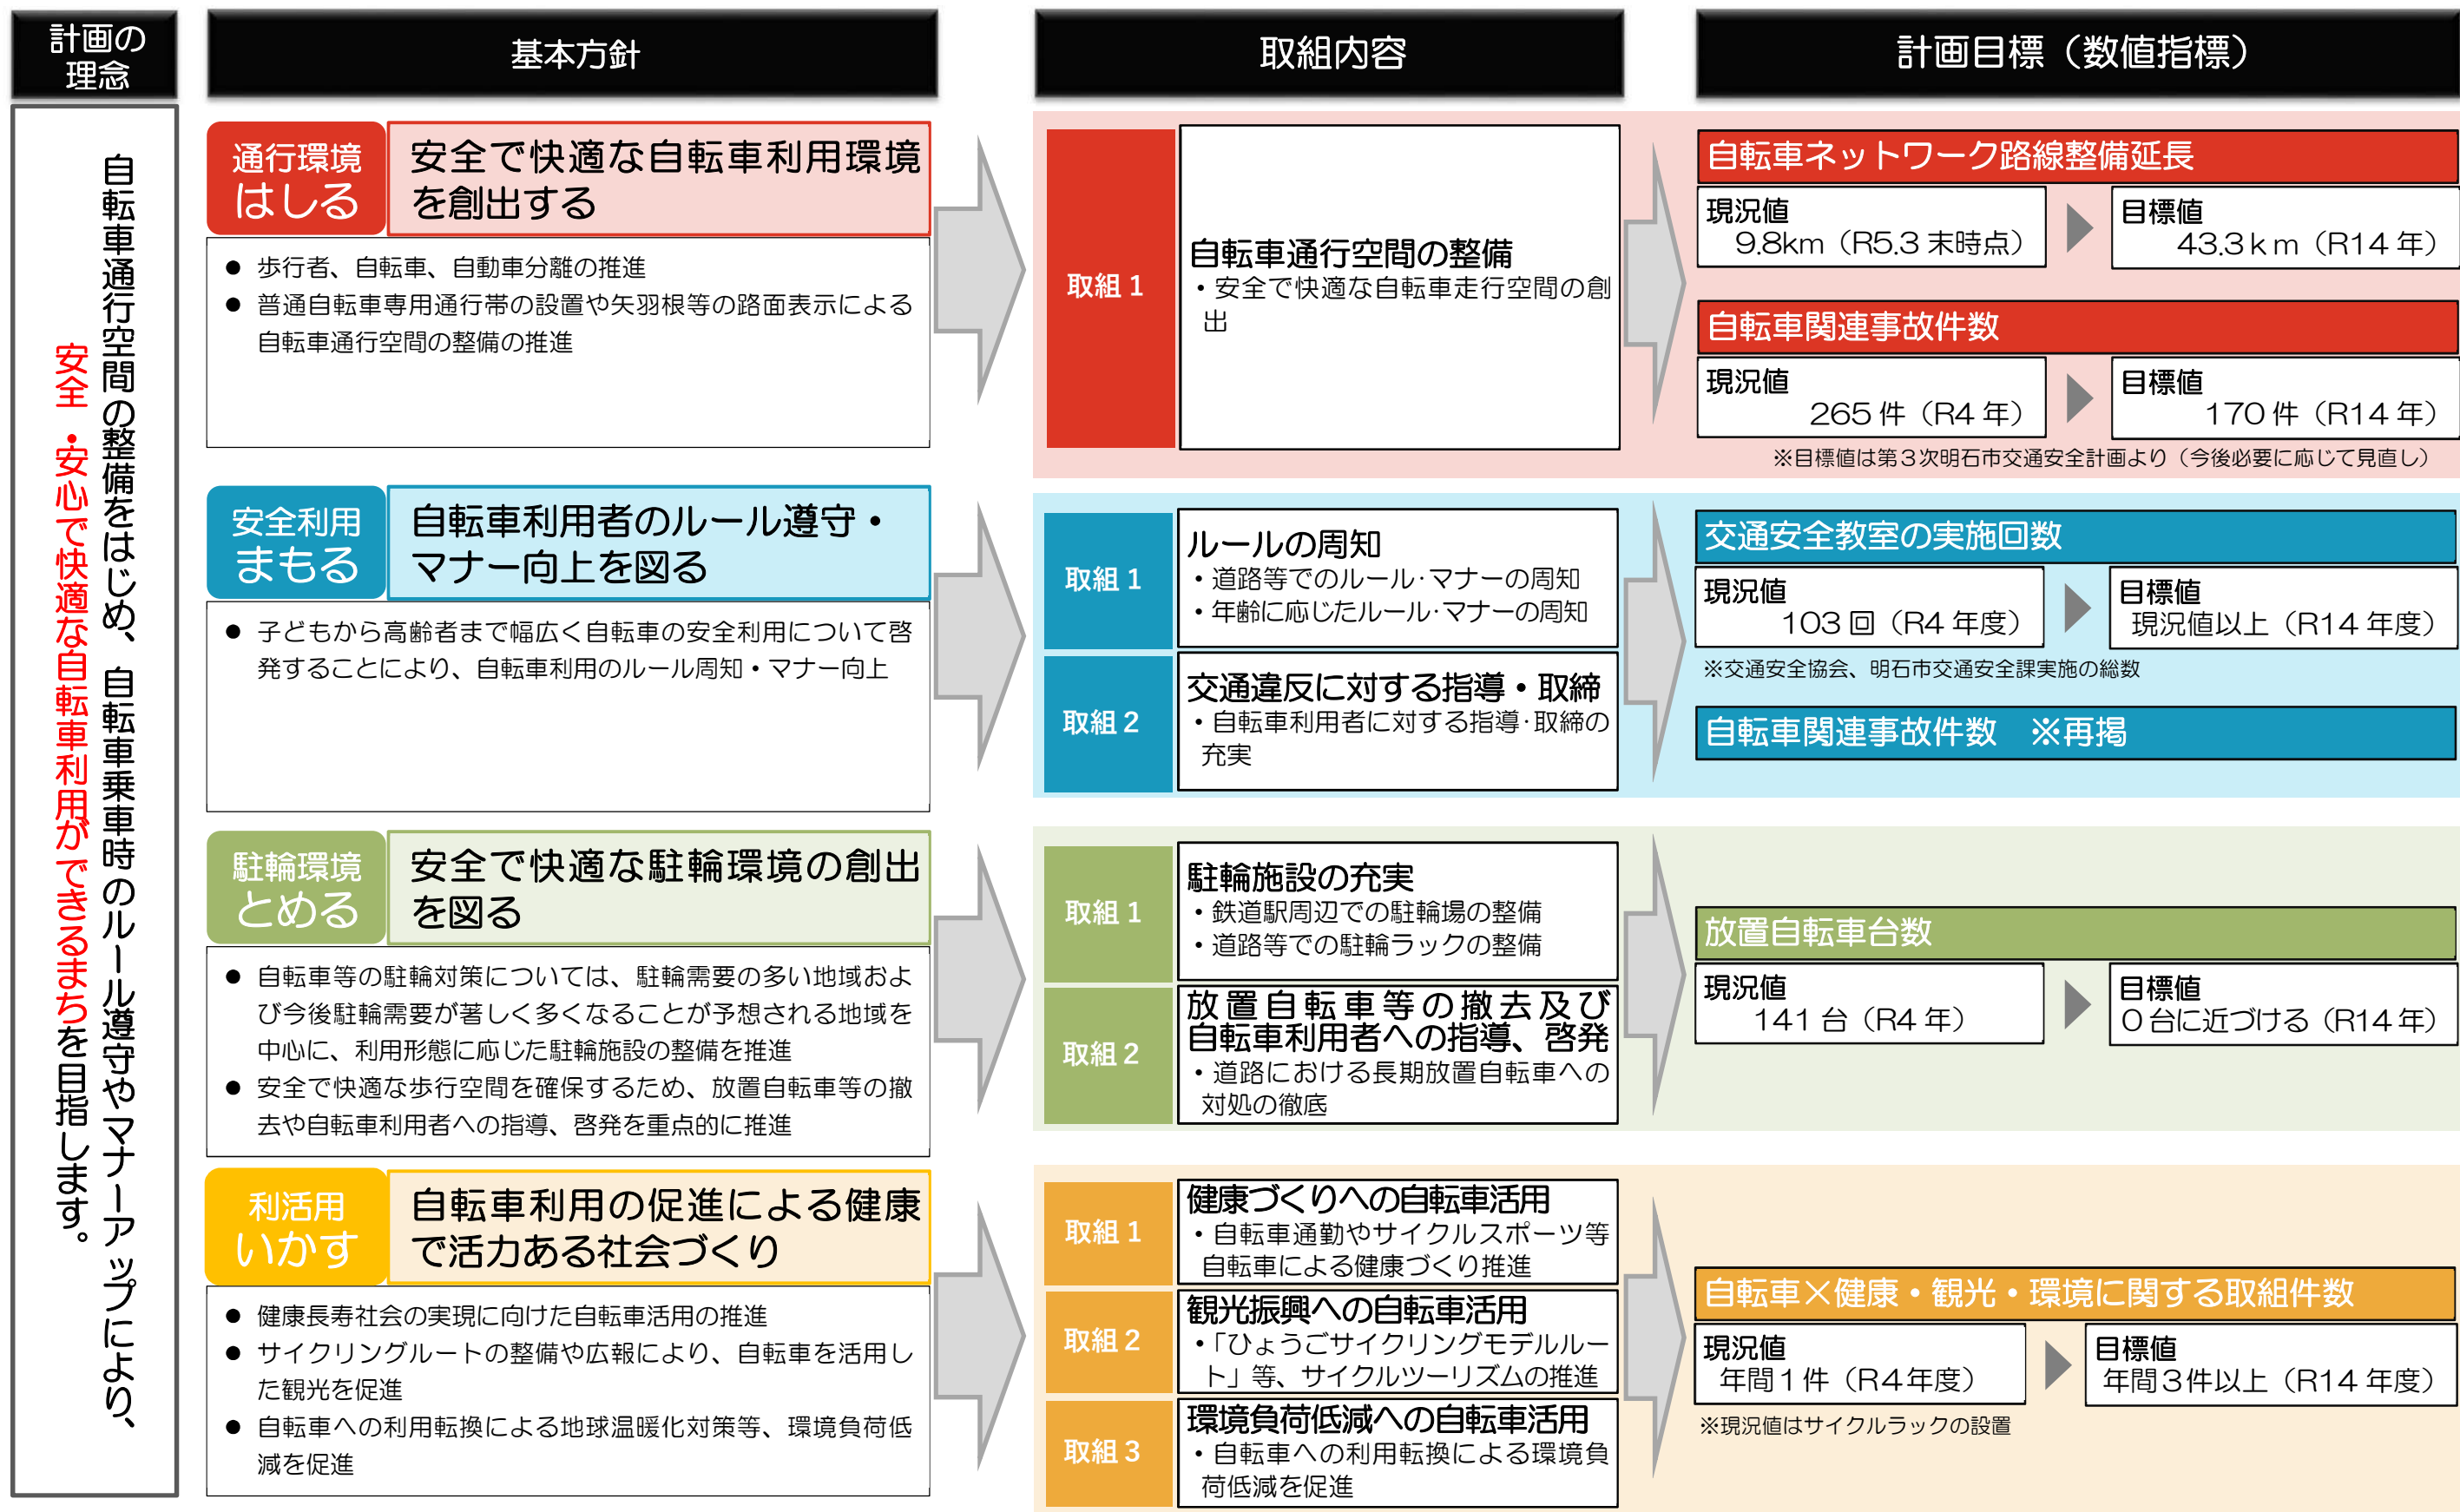 計画の
理念
基本方針
取組内容
計画目標（数値指標）
自転車通行空間の整備をはじめ、自転車乗車時のルール遵守やマナーアップにより、
安全・安心で快適な自転車利用ができるまちを目指します。
通行環境
はしる
安全で快適な自転車利用環境
を創出する
● 歩行者、自転車、自動車分離の推進
● 普通自転車専用通行帯の設置や矢羽根等の路面表示による
自転車通行空間の整備の推進
取組1
自転車通行空間の整備
・安全で快適な自転車走行空間の創
出
自転車ネットワーク路線整備延長
現況値
9.8km（R5.3末時点）
目標値
43.3km（R14年）
自転車関連事故件数
現況値
265件（R4年）
目標値
170件（R14年）
※目標値は第3次明石市交通安全計画より（今後必要に応じて見直し）
安全利用
まもる
自転車利用者のルール遵守・
マナー向上を図る
● 子どもから高齢者まで幅広く自転車の安全利用について啓
発することにより、自転車利用のルール周知・マナー向上
取組1
ルールの周知
・道路等でのルール･マナーの周知
・年齢に応じたルール･マナーの周知
取組2
交通違反に対する指導・取締
・自転車利用者に対する指導･取締の
充実
交通安全教室の実施回数
現況値
103回（R4年度）
目標値
現況値以上（R14年度）
※交通安全協会、明石市交通安全課実施の総数
自転車関連事故件数　※再掲
駐輪環境
とめる
安全で快適な駐輪環境の創出
を図る
● 自転車等の駐輪対策については、駐輪需要の多い地域およ
び今後駐輪需要が著しく多くなることが予想される地域を
中心に、利用形態に応じた駐輪施設の整備を推進
● 安全で快適な歩行空間を確保するため、放置自転車等の撤
去や自転車利用者への指導、啓発を重点的に推進
取組1
駐輪施設の充実
・鉄道駅周辺での駐輪場の整備
・道路等での駐輪ラックの整備
取組2
放置自転車等の撤去及び
自転車利用者への指導、啓発
・道路における長期放置自転車への
対処の徹底
放置自転車台数
現況値
141台（R4年）
目標値
0台に近づける（R14年）
利活用
いかす
自転車利用の促進による健康
で活力ある社会づくり
● 健康長寿社会の実現に向けた自転車活用の推進
● サイクリングルートの整備や広報により、自転車を活用し
た観光を促進
● 自転車への利用転換による地球温暖化対策等、環境負荷低
減を促進
取組1
健康づくりへの自転車活用
・自転車通勤やサイクルスポーツ等
自転車による健康づくり推進
取組2
観光振興への自転車活用
・「ひょうごサイクリングモデルルー
ト」等、サイクルツーリズムの推進
取組3
環境負荷低減への自転車活用
・自転車への利用転換による環境負
荷低減を促進
自転車×健康・観光・環境に関する取組件数
現況値
年間1件（R4年度）
目標値
年間3件以上（R14年度）
※現況値はサイクルラックの設置